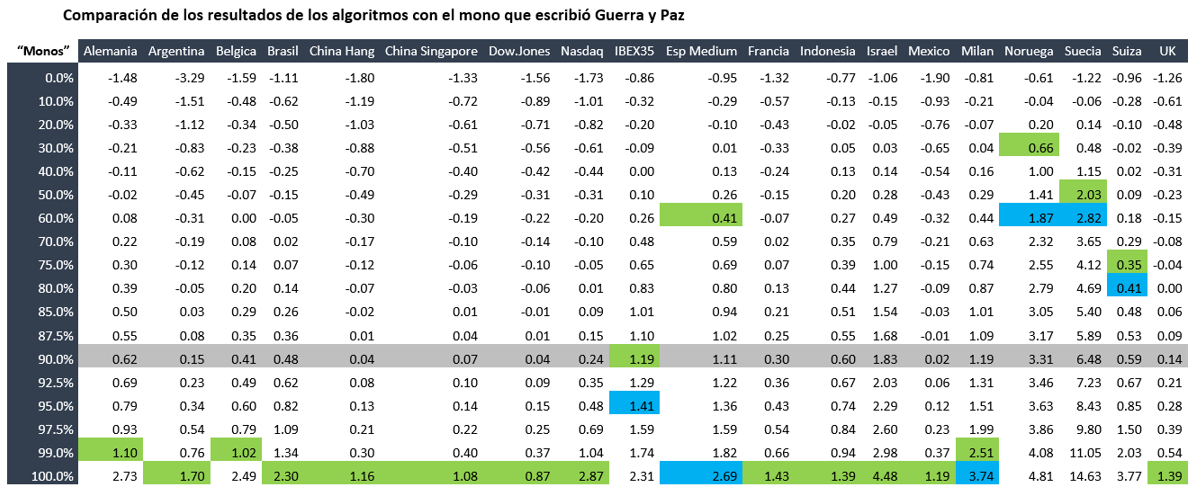 Comparación de los resultados de los algoritmos con el mono que escribió Guerra y Paz
“Monos” Alemania Argentina Belgica Brasil China Hang China Singapore Dow.Jones Nasdaq IBEX35 Esp Medium Francia Indonesia Israel Mexico Milan Noruega Suecia Suiza UK
0.0% -1.48 -3.29 -1.59 -1.11 -1.80 -1.33 -1.56 -1.73 -0.86 -0.95 -1.32 -0.77 -1.06 -1.90 -0.81 -0.61 -1.22 -0.96 -1.26
10.0% -0.49 -1.51 -0.48 -0.62 -1.19 -0.72 -0.89 -1.01 -0.32 -0.29 -0.57 -0.13 -0.15 -0.93 -0.21 -0.04 -0.06 -0.28 -0.61
20.0% -0.33 -1.12 -0.34 -0.50 -1.03 -0.61 -0.71 -0.82 -0.20 -0.10 -0.43 -0.02 -0.05 -0.76 -0.07 0.20 0.14 -0.10 -0.48
30.0% -0.21 -0.83 -0.23 -0.38 -0.88 -0.51 -0.56 -0.61 -0.09 0.01 -0.33 0.05 0.03 -0.65 0.04 0.66 0.48 -0.02 -0.39
40.0% -0.11 -0.62 -0.15 -0.25 -0.70 -0.40 -0.42 -0.44 0.00 0.13 -0.24 0.13 0.14 -0.54 0.16 1.00 1.15 0.02 -0.31
50.0% -0.02 -0.45 -0.07 -0.15 -0.49 -0.29 -0.31 -0.31 0.10 0.26 -0.15 0.20 0.28 -0.43 0.29 1.41 2.03 0.09 -0.23
60.0% 0.08 -0.31 0.00 -0.05 -0.30 -0.19 -0.22 -0.20 0.26 0.41 -0.07 0.27 0.49 -0.32 0.44 1.87 2.82 0.18 -0.15
70.0% 0.22 -0.19 0.08 0.02 -0.17 -0.10 -0.14 -0.10 0.48 0.59 0.02 0.35 0.79 -0.21 0.63 2.32 3.65 0.29 -0.08
75.0% 0.30 -0.12 0.14 0.07 -0.12 -0.06 -0.10 -0.05 0.65 0.69 0.07 0.39 1.00 -0.15 0.74 2.55 4.12 0.35 -0.04
80.0% 0.39 -0.05 0.20 0.14 -0.07 -0.03 -0.06 0.01 0.83 0.80 0.13 0.44 1.27 -0.09 0.87 2.79 4.69 0.41 0.00
85.0% 0.50 0.03 0.29 0.26 -0.02 0.01 -0.01 0.09 1.01 0.94 0.21 0.51 1.54 -0.03 1.01 3.05 5.40 0.48 0.06
87.5% 0.55 0.08 0.35 0.36 0.01 0.04 0.01 0.15 1.10 1.02 0.25 0.55 1.68 -0.01 1.09 3.17 5.89 0.53 0.09
90.0% 0.62 0.15 0.41 0.48 0.04 0.07 0.04 0.24 1.19 1.11 0.30 0.60 1.83 0.02 1.19 3.31 6.48 0.59 0.14
92.5% 0.69 0.23 0.49 0.62 0.08 0.10 0.09 0.35 1.29 1.22 0.36 0.67 2.03 0.06 1.31 3.46 7.23 0.67 0.21
95.0% 0.79 0.34 0.60 0.82 0.13 0.14 0.15 0.48 1.41 1.36 0.43 0.74 2.29 0.12 1.51 3.63 8.43 0.85 0.28
97.5% 0.93 0.54 0.79 1.09 0.21 0.22 0.25 0.69 1.59 1.59 0.54 0.84 2.60 0.23 1.99 3.86 9.80 1.50 0.39
99.0% 1.10 0.76 1.02 1.34 0.30 0.40 0.37 1.04 1.74 1.82 0.66 0.94 2.98 0.37 2.51 4.08 11.05 2.03 0.54
100.0% 2.73 1.70 2.49 2.30 1.16 1.08 0.87 2.87 2.31 2.69 1.43 1.39 4.48 1.19 3.74 4.81 14.63 3.77 1.39